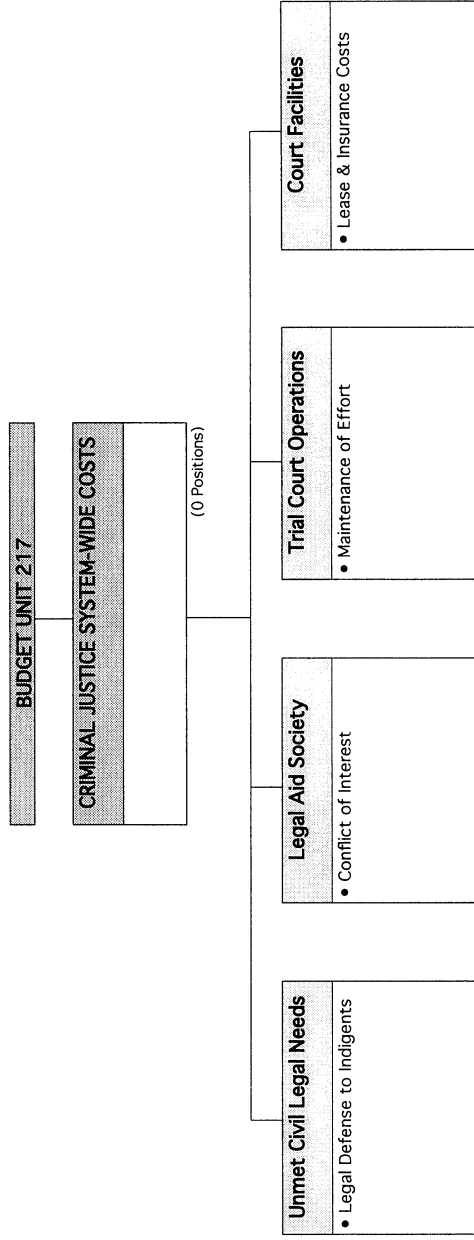 BUDGET UNIT 217
CRIMINAL JUSTICE SYSTEM-WIDE COSTS
(0 Positions)
Unmet Civil Legal Needs
• Legal Defense to Indigents
Legal Aid Society
• Conflict of Interest
Trial Court Operations
• Maintenance of Effort
Court Facilities
• Lease & Insurance Costs